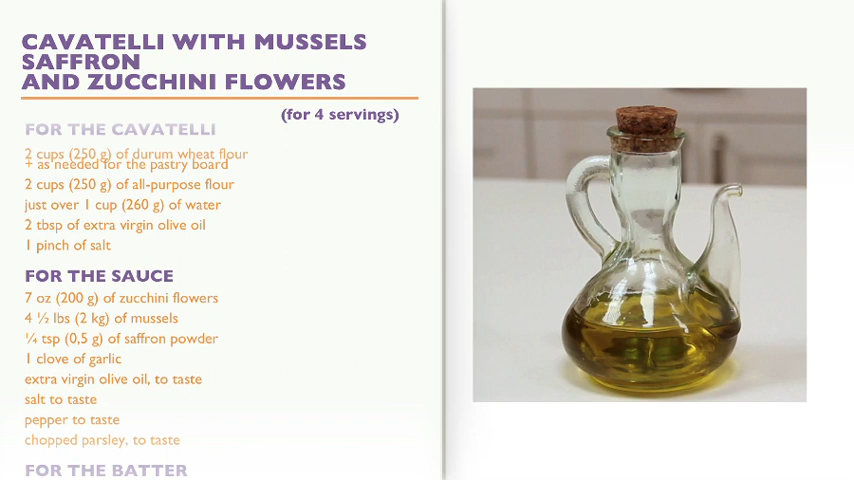 CAVATELLI WITH MUSSELS
SAFFRON
AND ZUCCHINI FLOWERS
(for 4 servings)
FOR THE CAVATELLI
2 cups (250 g) of durum wheat flour
+ as needed for the pastry board
2 cups (250 g) of all-purpose flour
just over 1 cup (260 g) of water
2 tbsp of extra virgin olive oil
1 pinch of salt
FOR THE SAUCE
7 oz (200 g) of zucchini flowers
4 ½ lbs (2 kg) of mussels
¼ tsp (0,5 g) of saffron powder
1 clove of garlic
extra virgin olive oil, to taste
salt to taste
pepper to taste
chopped parsley, to taste
FOR THE BATTER